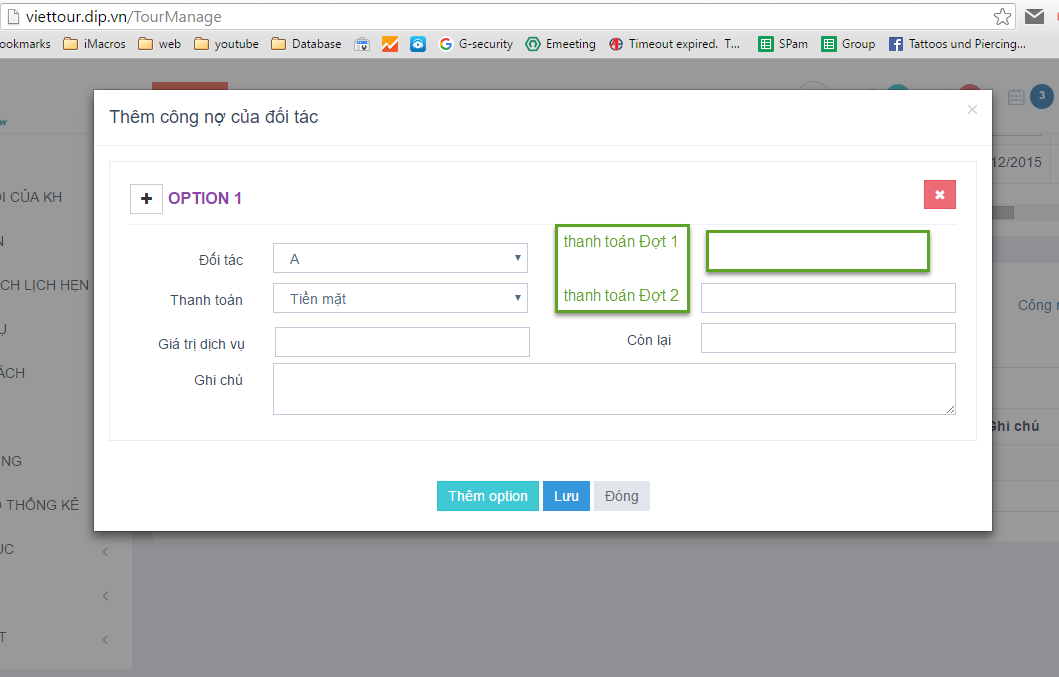 viettour.dip.vn/TourManage
ookmarks iMacros web youtube Database G-security Emeeting Timeout expired. T... SPam Group Tattoos und Piercing...
3
Thêm công nợ của đối tác ×
12/2015
I CỦA KH
OPTION 1
N
Đối tác A thanh toán Đợt 1
CH LỊCH HẸN
Thanh toán Tiền mặt thanh toán Đợt 2
Công n
Ụ
Giá trị dịch vụ Còn lại
ÁCH
Ghi chú
Ghi chú
NG
Thêm option Lưu Đóng
O THỐNG KÊ
ỤC
T